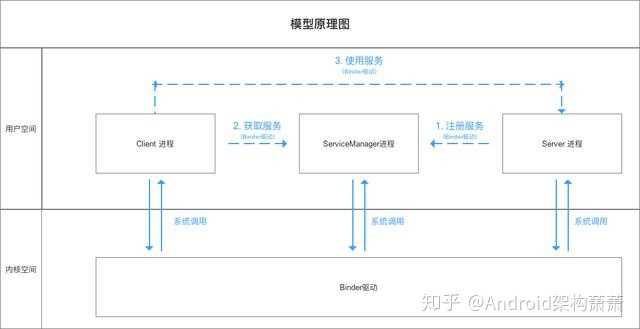 模型原理图
3. 使用服务
(Binder驱动)
用户空间
Client 进程
2. 获取服务
(Binder驱动)
ServiceManager进程
1. 注册服务
(Binder驱动)
Server 进程
系统调用
系统调用
系统调用
内核空间
Binder驱动
知乎 @Android架构萧萧